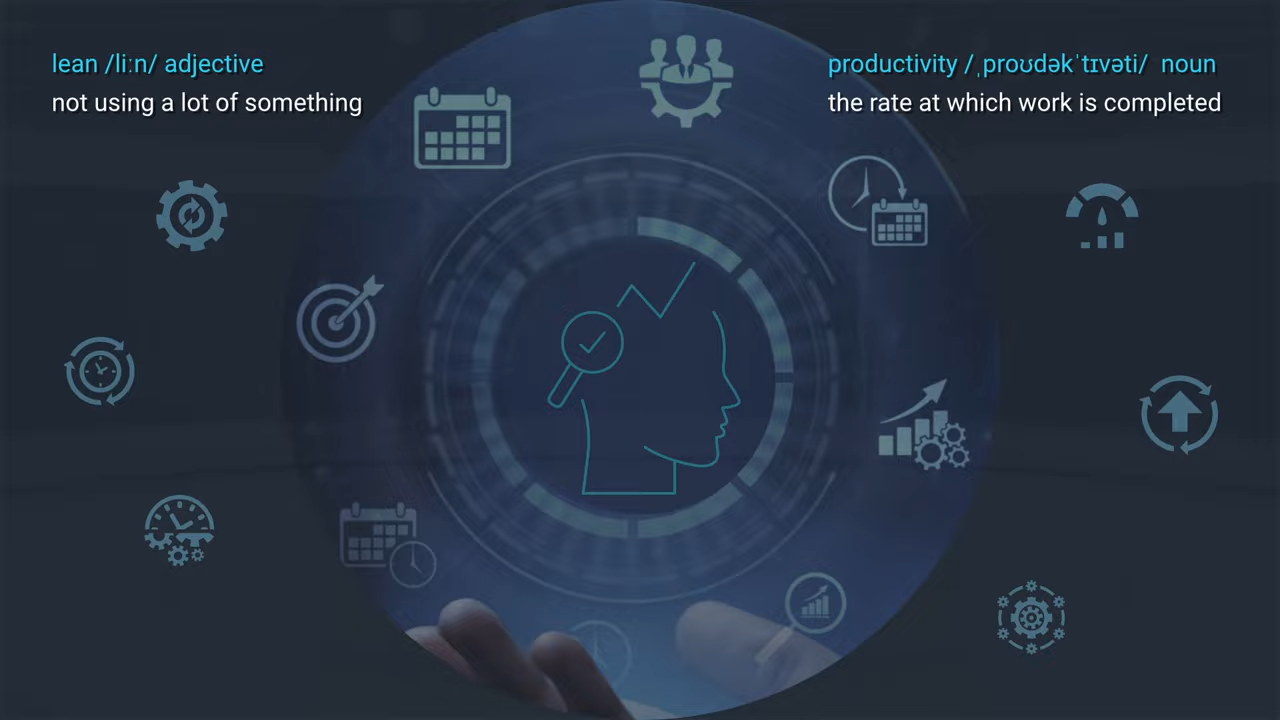 lean /liːn/ adjective
not using a lot of something
productivity /ˌproʊdəkˈtɪvəti/ noun
the rate at which work is completed